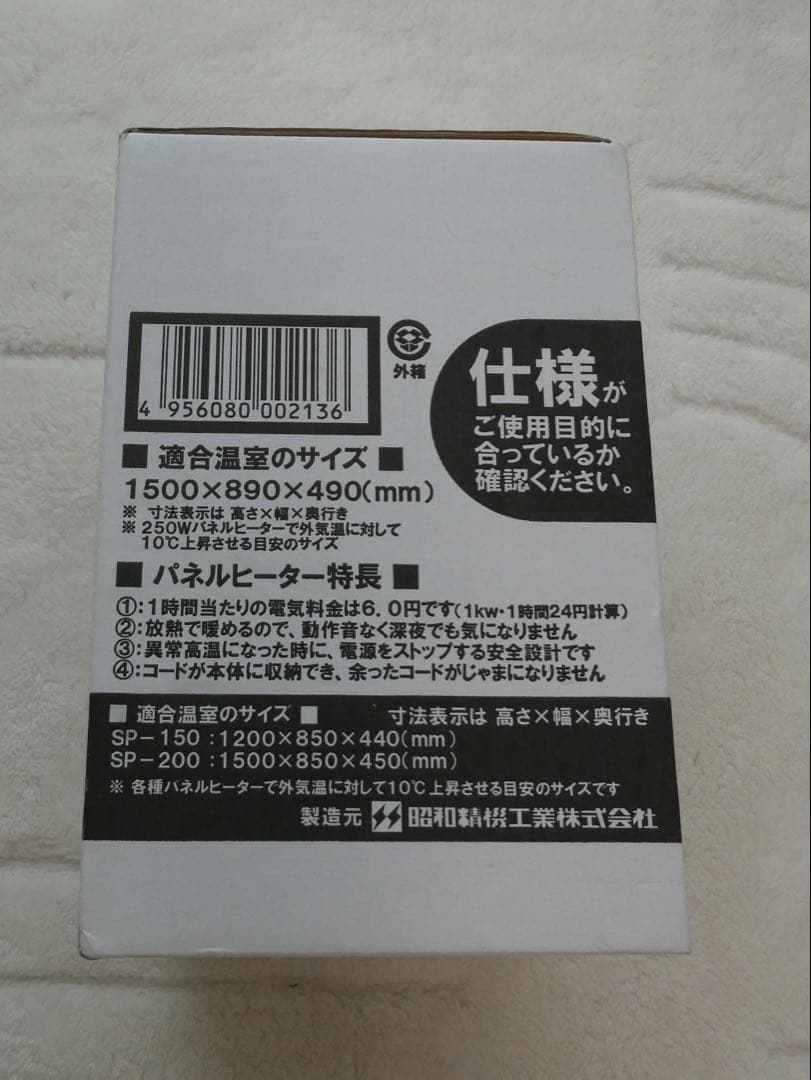 4 956080 002136
外箱
仕様が
ご使用目的に
合っているか
確認ください。
■ 適合温室のサイズ ■
1500×890×490(mm)
※ 寸法表示は 高さ×幅×奥行き
※ 250Wパネルヒーターで外気温に対して
10℃上昇させる目安のサイズ
■ パネルヒーター特長 ■
①:1時間当たりの電気料金は6.0円です(1kw・1時間24円計算)
②:放熱で暖めるので、動作音なく深夜でも気になりません
③:異常高温になった時に、電源をストップする安全設計です
④:コードが本体に収納でき、余ったコードがじゃまになりません
■ 適合温室のサイズ ■ 寸法表示は 高さ×幅×奥行き
SP-150:1200×850×440(mm)
SP-200:1500×850×450(mm)
※ 各種パネルヒーターで外気温に対して10℃上昇させる目安のサイズです
製造元 昭和精機工業株式会社